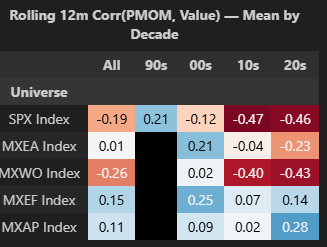 Rolling 12m Corr(PMOM, Value) — Mean by
Decade
All 90s 00s 10s 20s
Universe
SPX Index -0.19 0.21 -0.12 -0.47 -0.46
MXEA Index 0.01 0.21 -0.04 -0.23
MXWO Index -0.26 0.02 -0.40 -0.43
MXEF Index 0.15 0.25 0.07 0.14
MXAP Index 0.11 0.09 0.02 0.28